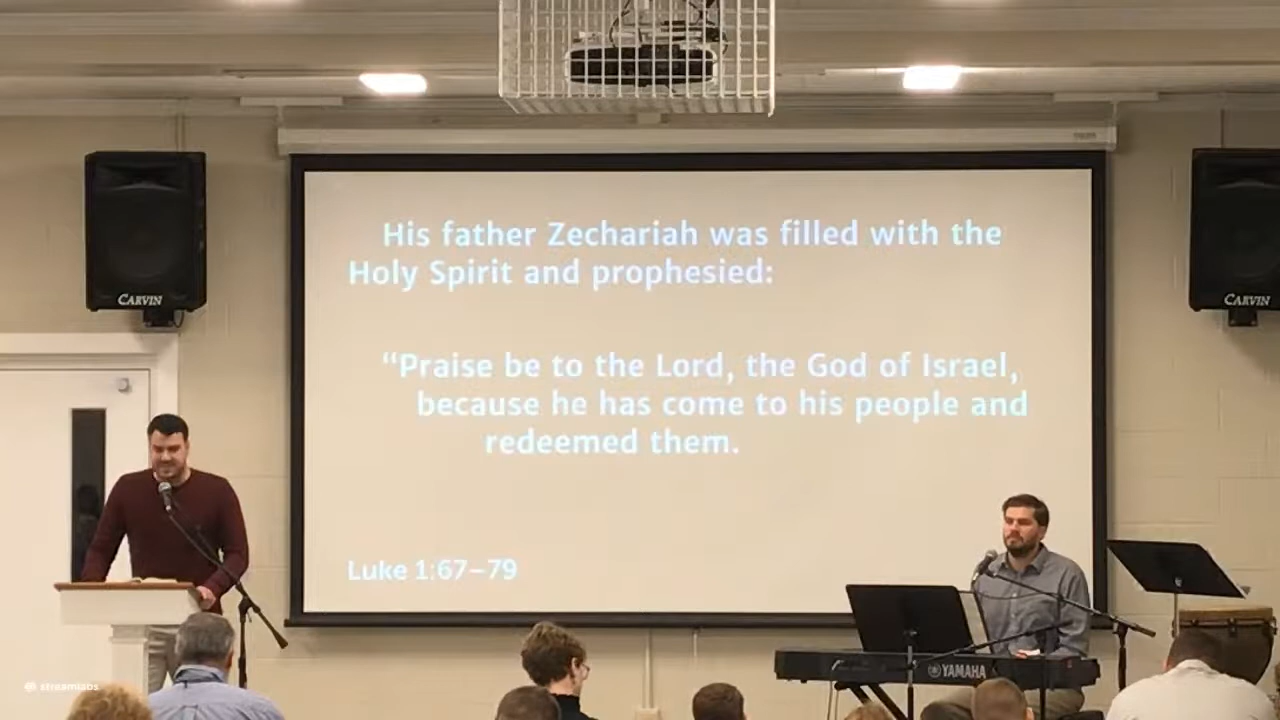 His father Zechariah was filled with the
Holy Spirit and prophesied:
“Praise be to the Lord, the God of Israel,
because he has come to his people and
redeemed them.
Luke 1:67–79
CARVIN
CARVIN
YAMAHA
streamlabs